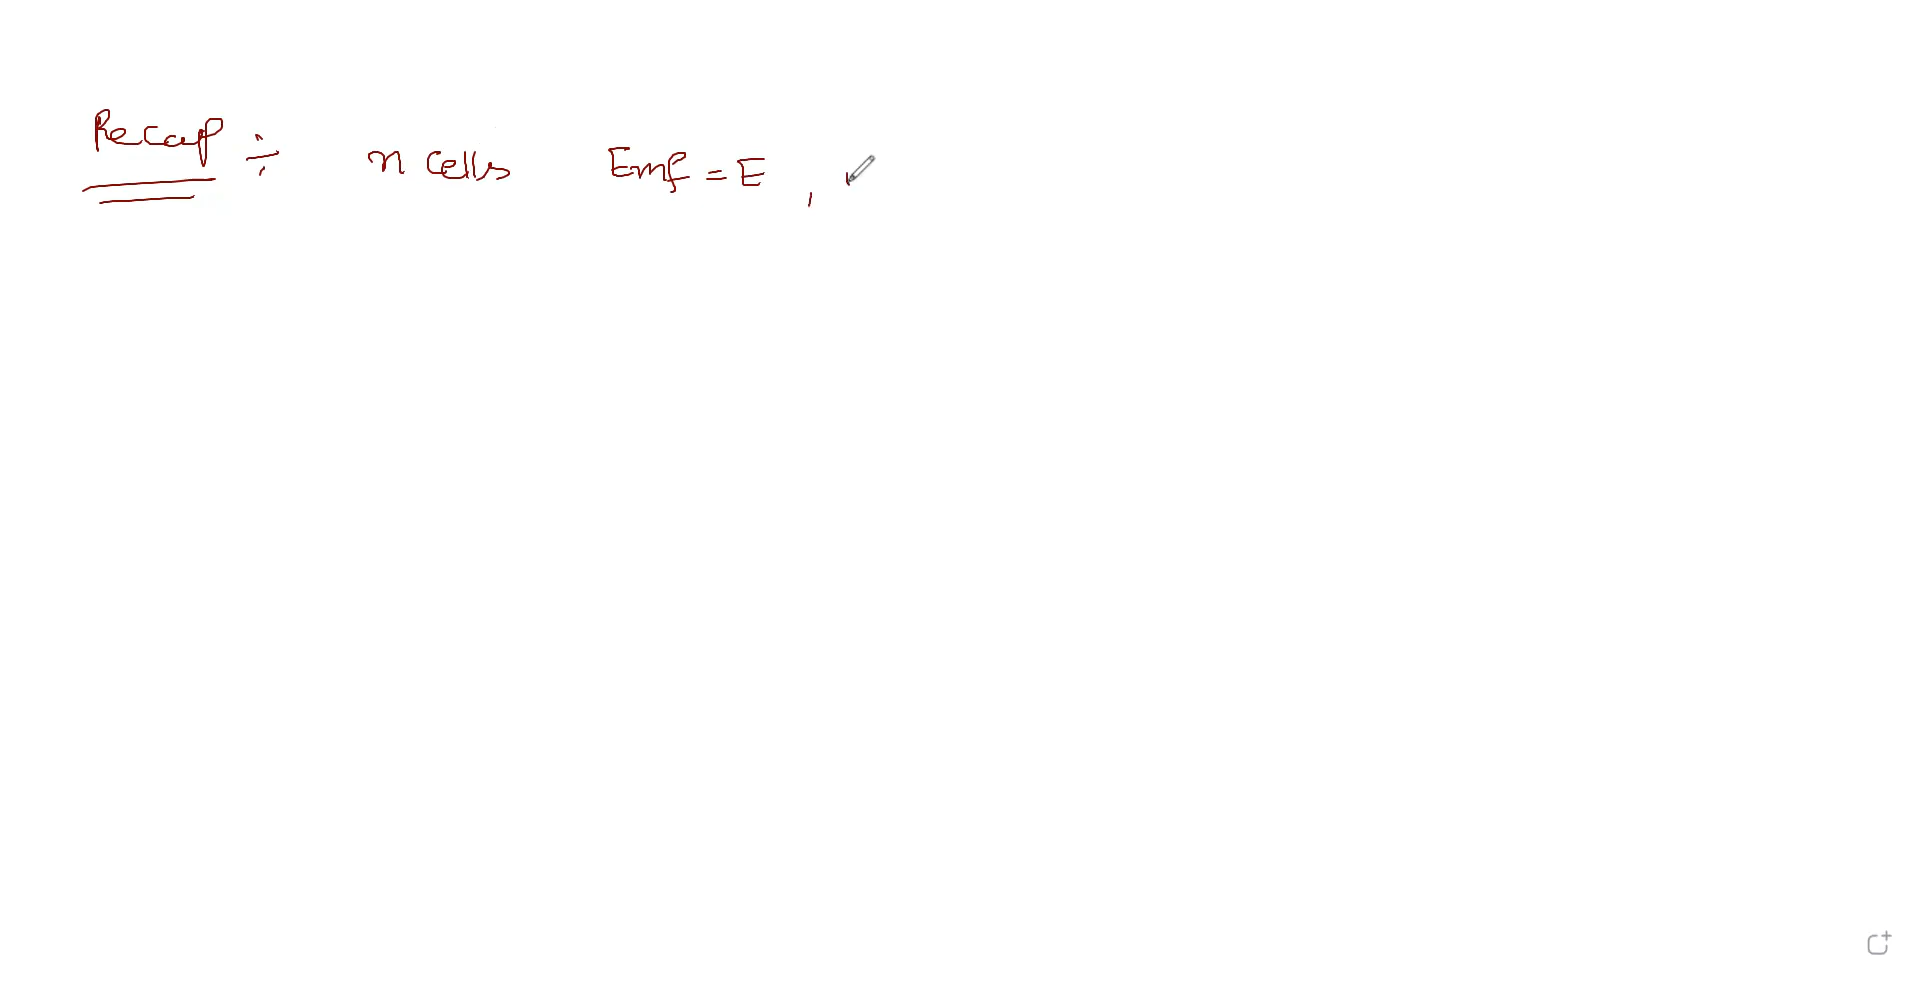 Recap ÷ n cells Emf = E ,